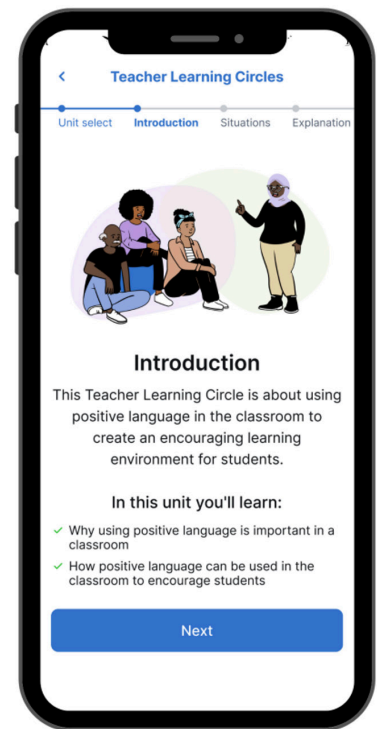 Teacher Learning Circles
Unit select Introduction Situations Explanation
Introduction
This Teacher Learning Circle is about using
positive language in the classroom to
create an encouraging learning
environment for students.
In this unit you'll learn:
Why using positive language is important in a
classroom
How positive language can be used in the
classroom to encourage students
Next